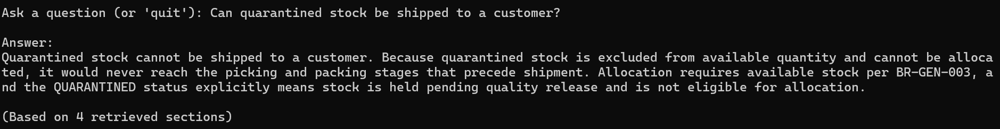 Ask a question (or 'quit'): Can quarantined stock be shipped to a customer?
Answer:
Quarantined stock cannot be shipped to a customer. Because quarantined stock is excluded from available quantity and cannot be alloca
ted, it would never reach the picking and packing stages that precede shipment. Allocation requires available stock per BR-GEN-003, a
nd the QUARANTINED status explicitly means stock is held pending quality release and is not eligible for allocation.
(Based on 4 retrieved sections)